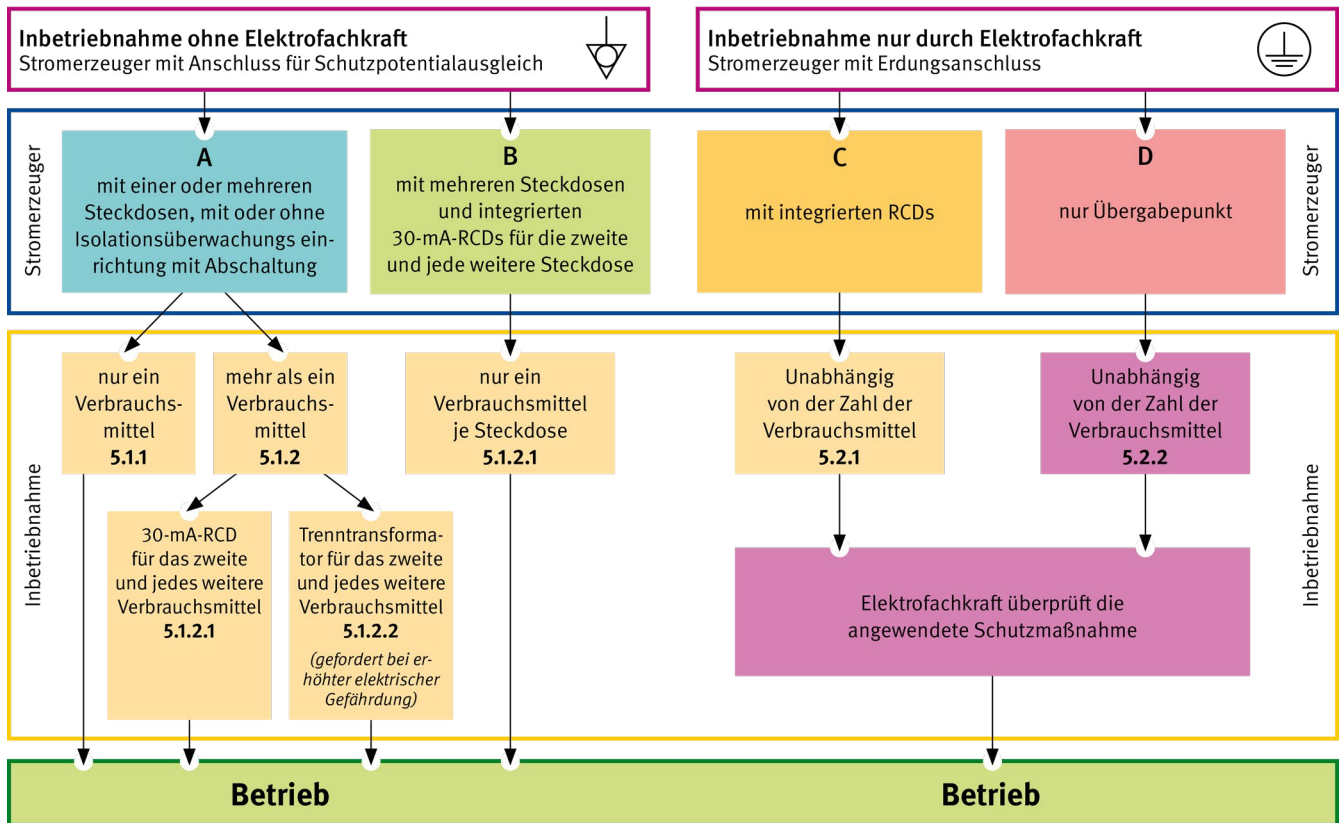 Inbetriebnahme ohne Elektrofachkraft
Stromerzeuger mit Anschluss für Schutzpotentialausgleich
Inbetriebnahme nur durch Elektrofachkraft
Stromerzeuger mit Erdungsanschluss
Stromerzeuger
A
mit einer oder mehreren
Steckdosen, mit oder ohne
Isolationsüberwachungs ein-
richtung mit Abschaltung
B
mit mehreren Steckdosen
und integrierten
30-mA-RCDs für die zweite
und jede weitere Steckdose
C
mit integrierten RCDs
D
nur Übergabepunkt
Stromerzeuger
Inbetriebnahme
nur ein
Verbrauchs-
mittel
5.1.1
mehr als ein
Verbrauchs-
mittel
5.1.2
nur ein
Verbrauchsmittel
je Steckdose
5.1.2.1
Unabhängig
von der Zahl der
Verbrauchsmittel
5.2.1
Unabhängig
von der Zahl der
Verbrauchsmittel
5.2.2
Inbetriebnahme
30-mA-RCD
für das zweite
und jedes weitere
Verbrauchsmittel
5.1.2.1
Trenntransforma-
tor für das zweite
und jedes weitere
Verbrauchsmittel
5.1.2.2
(gefordert bei er-
höhter elektrischer
Gefährdung)
Elektrofachkraft überprüft die
angewendete Schutzmaßnahme
Betrieb
Betrieb